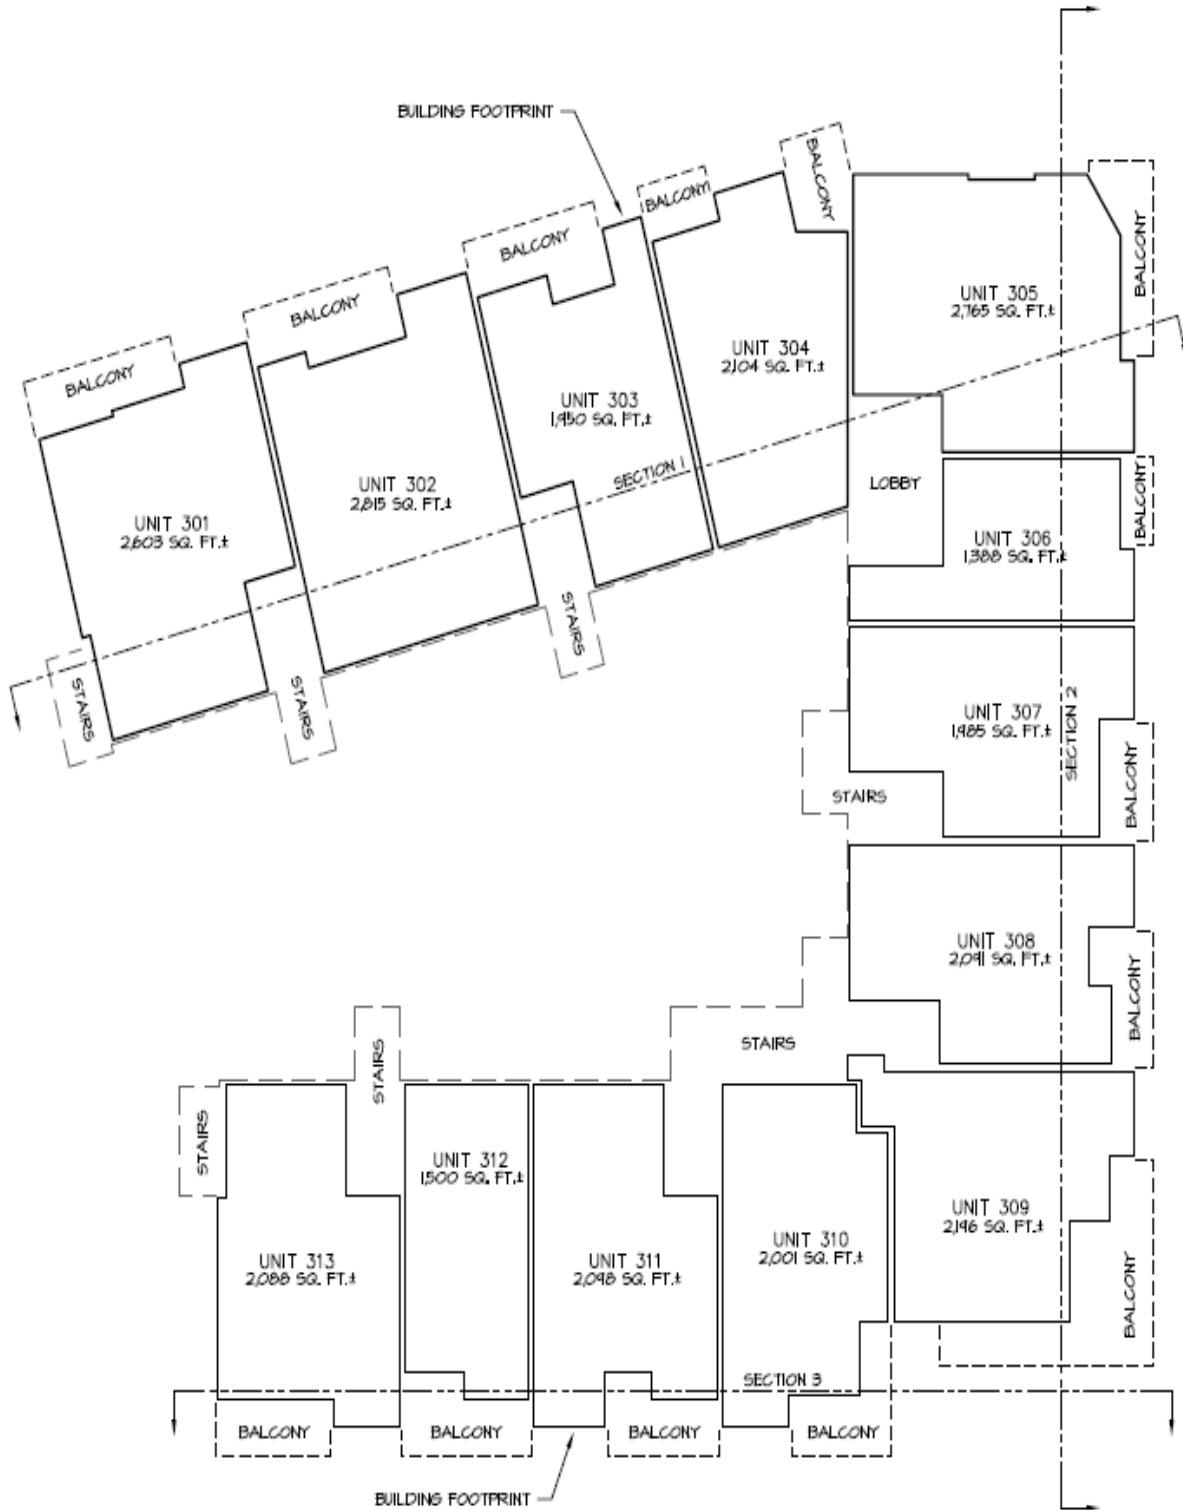 BUILDING FOOTPRINT
BALCONY
BALCONY
BALCONY
BALCONY
BALCONY
BALCONY
BALCONY
UNIT 305
2,765 SQ. FT.±
UNIT 304
2,104 SQ. FT.±
UNIT 303
1,950 SQ. FT.±
SECTION 1
UNIT 302
2,815 SQ. FT.±
UNIT 301
2,603 SQ. FT.±
LOBBY
BALCONY
UNIT 306
1,388 SQ. FT.±
STAIRS
STAIRS
STAIRS
UNIT 307
1,985 SQ. FT.±
SECTION 2
BALCONY
STAIRS
UNIT 308
2,091 SQ. FT.±
BALCONY
STAIRS
STAIRS
STAIRS
UNIT 312
1,500 SQ. FT.±
UNIT 309
2,196 SQ. FT.±
UNIT 310
2,001 SQ. FT.±
UNIT 311
2,098 SQ. FT.±
UNIT 313
2,088 SQ. FT.±
BALCONY
SECTION 3
BALCONY
BALCONY
BALCONY
BALCONY
BUILDING FOOTPRINT